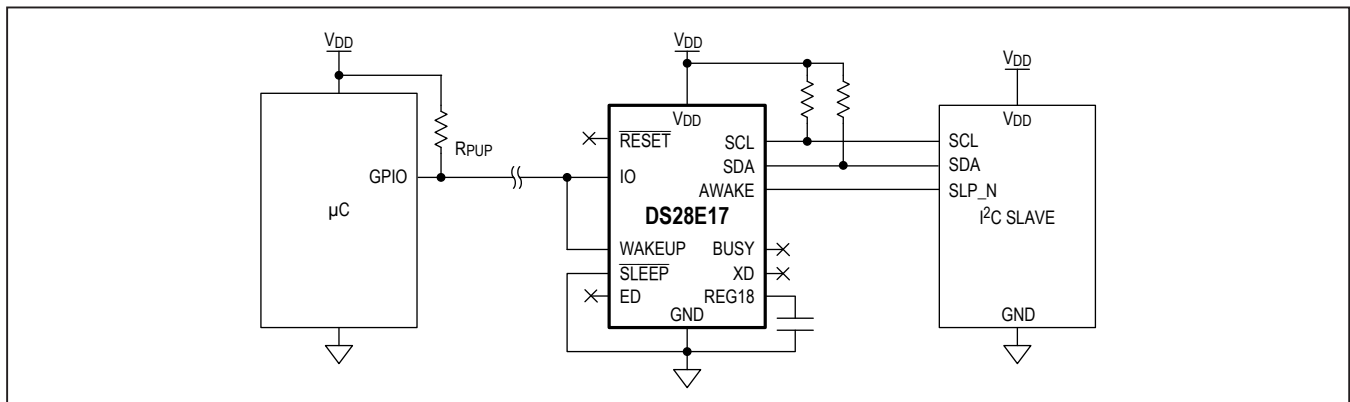 VDD
RPUP
GPIO
µC
VDD
VDD
RESET
IO
WAKEUP
SLEEP
ED
SCL
SDA
AWAKE
DS28E17
BUSY
XD
REG18
GND
VDD
VDD
SCL
SDA
SLP_N
I²C SLAVE
GND